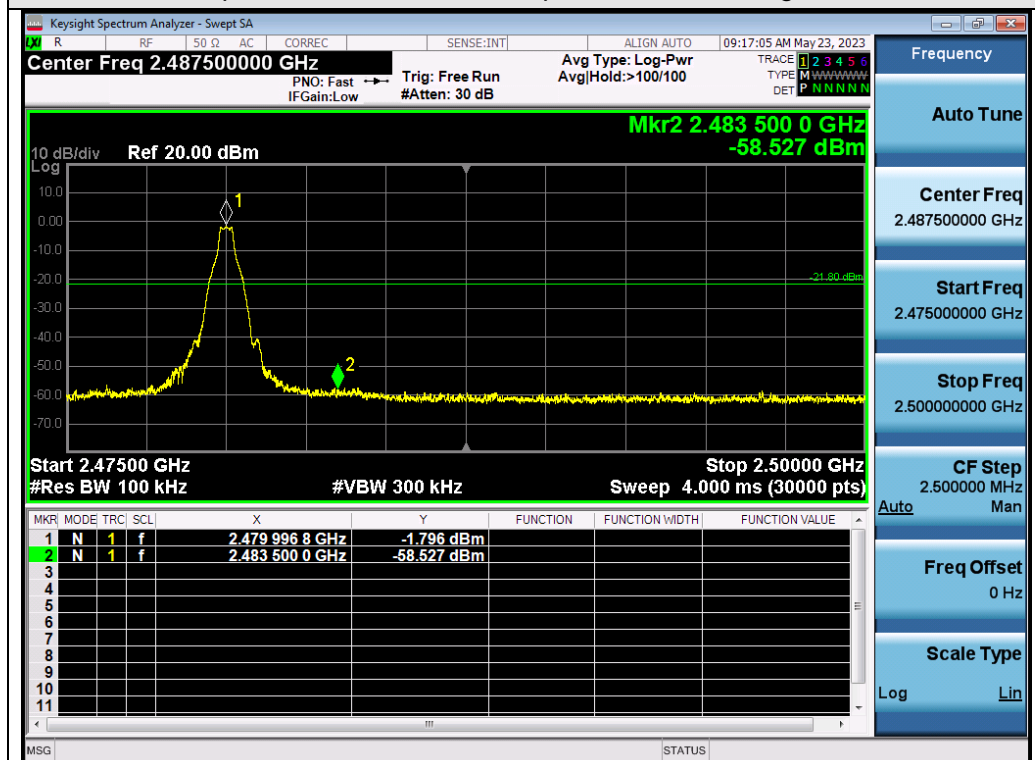 Keysight Spectrum Analyzer - Swept SA
LXI R RF 50 Ω AC CORREC SENSE:INT ALIGN AUTO 09:17:05 AM May 23, 2023
Center Freq 2.487500000 GHz
PNO: Fast
IFGain:Low
Trig: Free Run
#Atten: 30 dB
Avg Type: Log-Pwr
Avg|Hold:>100/100
TRACE 1 2 3 4 5 6
TYPE M WWWWW
DET P N N N N N
Mkr2 2.483 500 0 GHz
-58.527 dBm
10 dB/div Ref 20.00 dBm
Log
10.0
0.00
-10.0
-20.0
-30.0
-40.0
-50.0
-60.0
-70.0
1
2
-21.80 dBm
Start 2.47500 GHz Stop 2.50000 GHz
#Res BW 100 kHz #VBW 300 kHz Sweep 4.000 ms (30000 pts)
MKR MODE TRC SCL X Y FUNCTION FUNCTION WIDTH FUNCTION VALUE
1 N 1 f 2.479 996 8 GHz -1.796 dBm
2 N 1 f 2.483 500 0 GHz -58.527 dBm
3
4
5
6
7
8
9
10
11
MSG STATUS
Frequency
Auto Tune
Center Freq
2.487500000 GHz
Start Freq
2.475000000 GHz
Stop Freq
2.500000000 GHz
CF Step
2.500000 MHz
Auto Man
Freq Offset
0 Hz
Scale Type
Log Lin